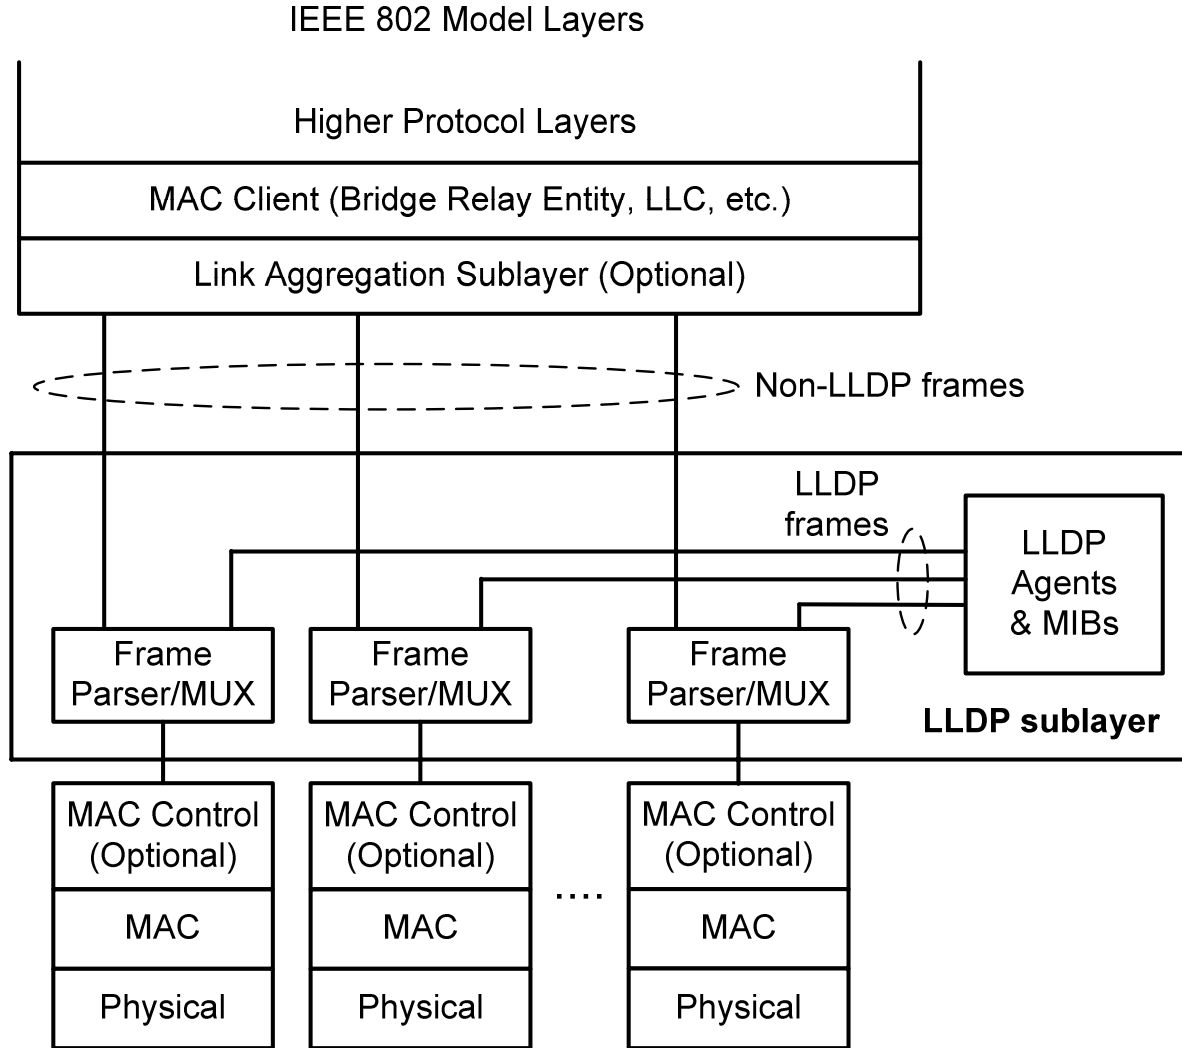 IEEE 802 Model Layers
Higher Protocol Layers
MAC Client (Bridge Relay Entity, LLC, etc.)
Link Aggregation Sublayer (Optional)
Non-LLDP frames
LLDP
frames
LLDP
Agents
& MIBs
Frame
Parser/MUX
Frame
Parser/MUX
Frame
Parser/MUX
LLDP sublayer
MAC Control
(Optional)
MAC
Physical
MAC Control
(Optional)
MAC
Physical
....
MAC Control
(Optional)
MAC
Physical